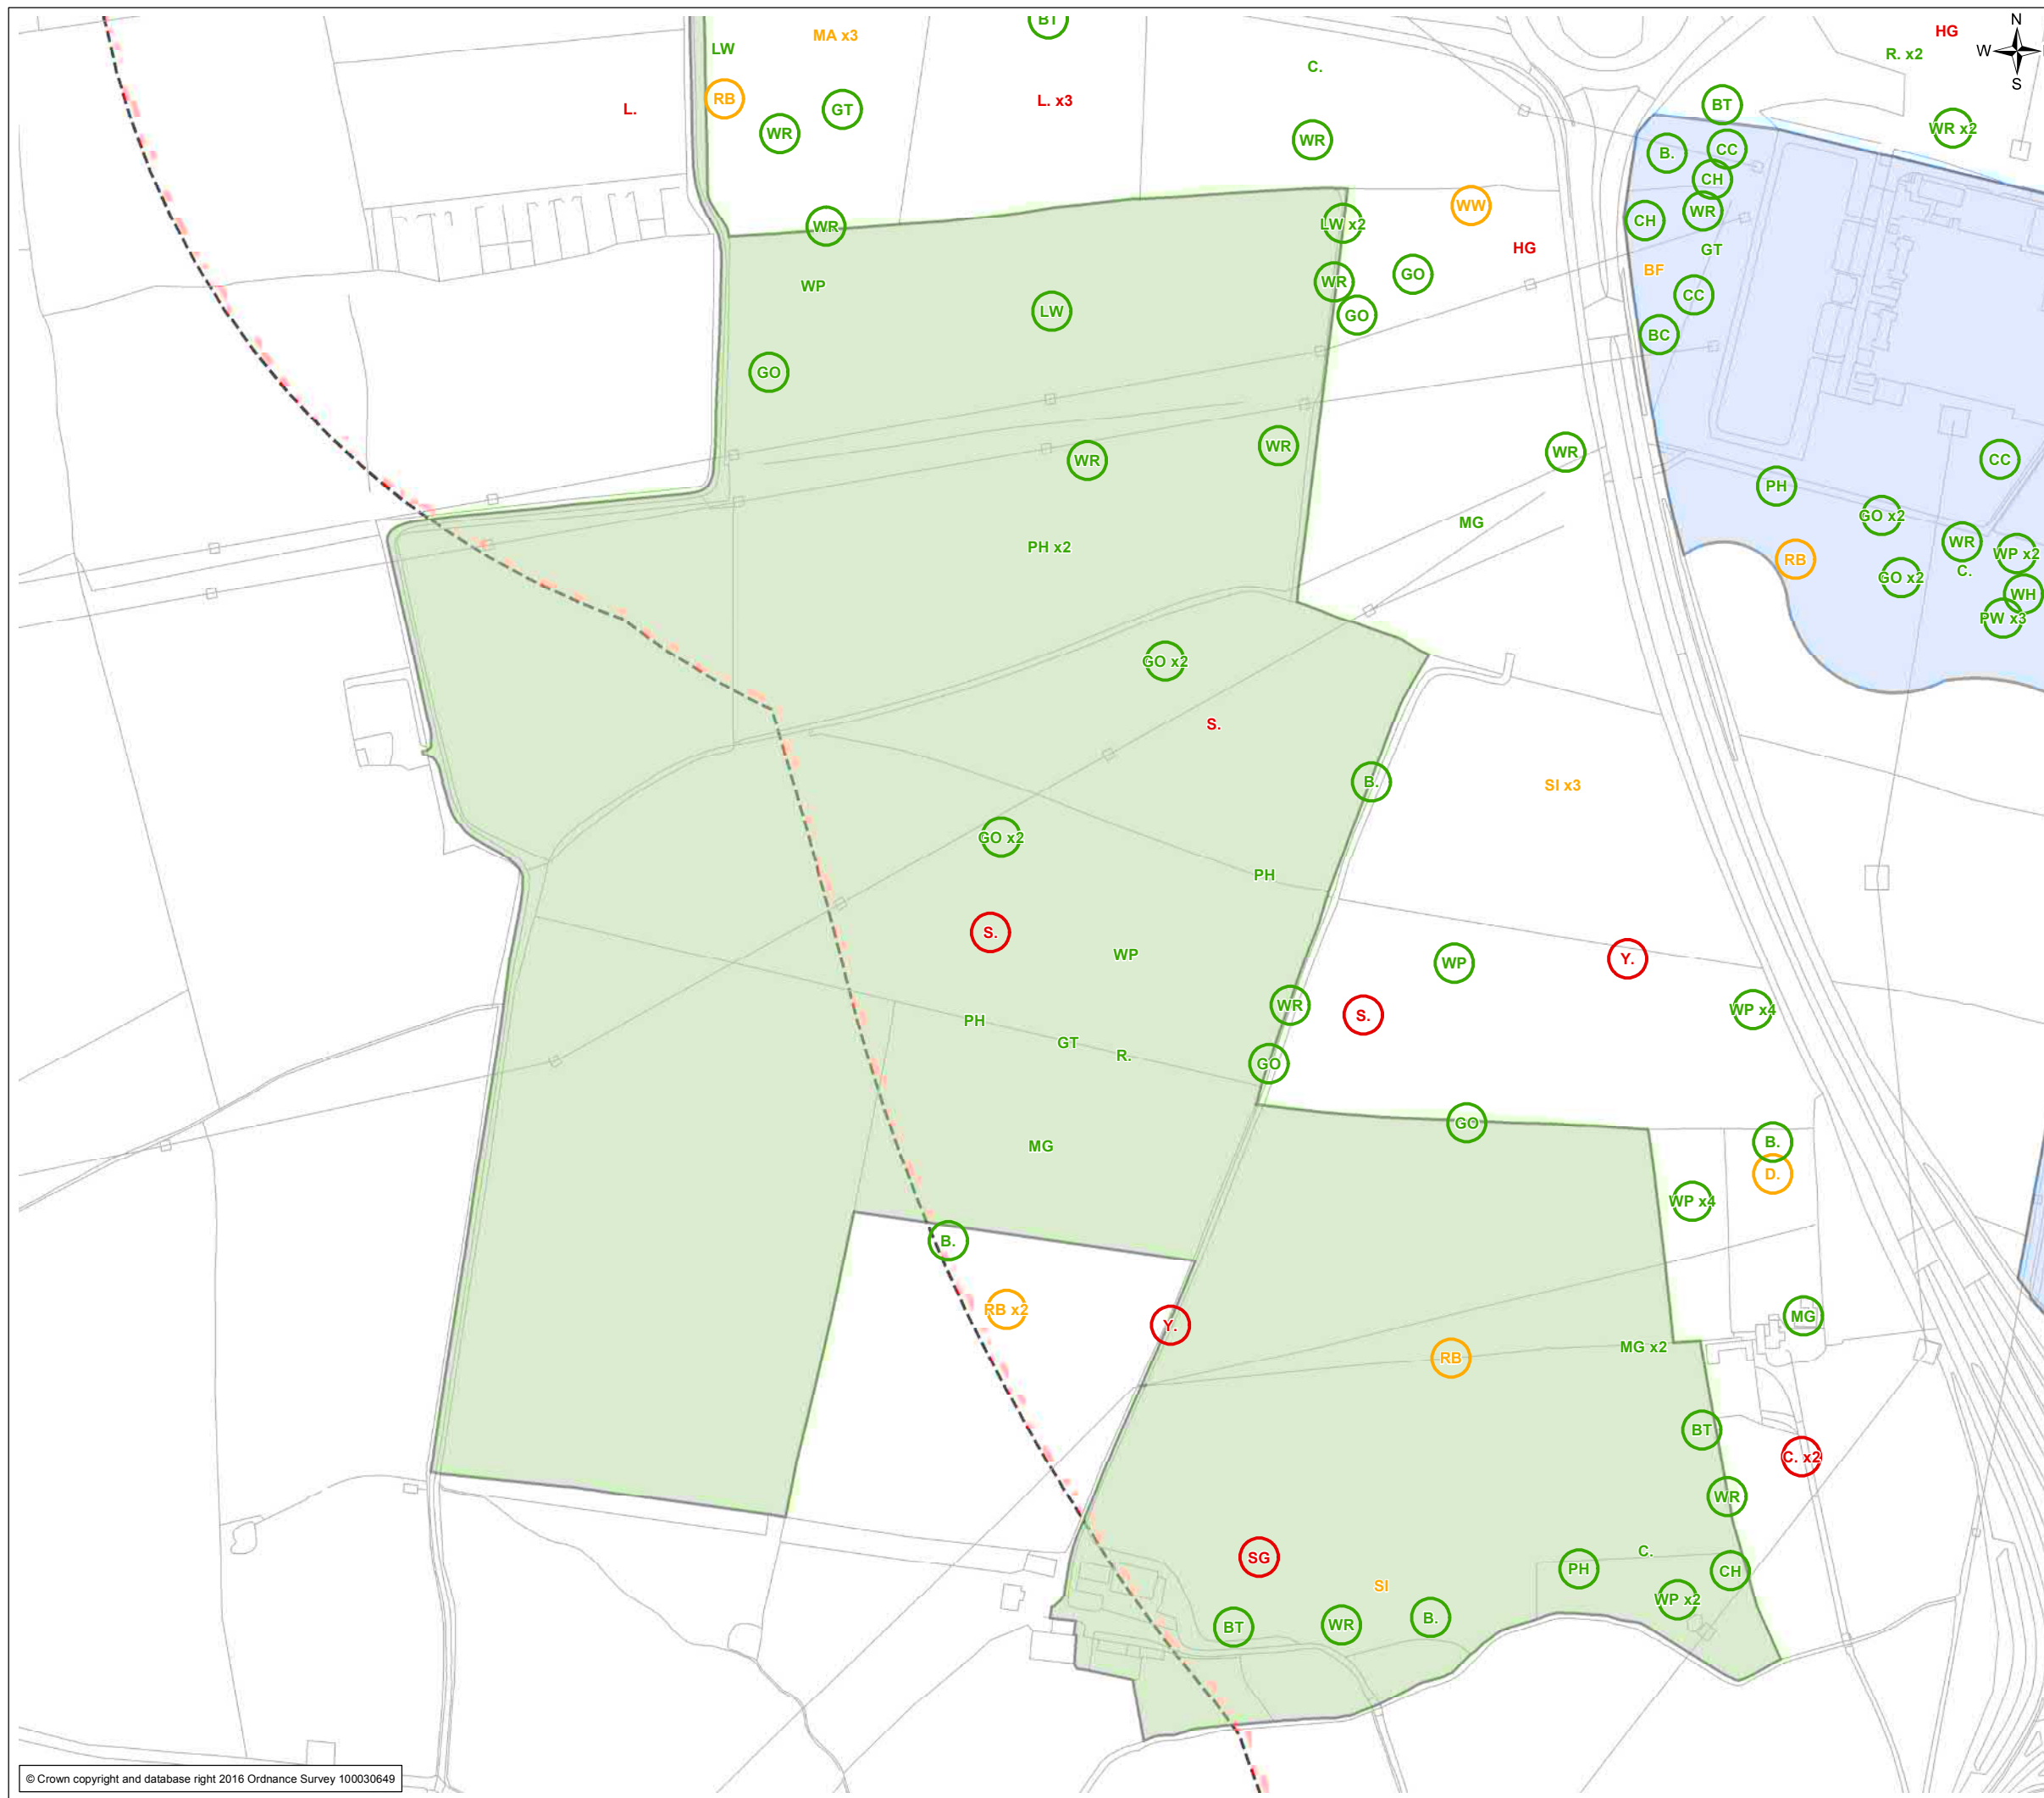 BT
HG
N
LW
MA x3
R. x2
W
C.
S
RB
L. x3
BT
L.
GT
WR x2
WR
WR
CC
B.
CH
WW
WR
CH
LW x2
WR
HG
GT
BF
GO
WR
WP
CC
LW
GO
BC
GO
WR
WR
WR
CC
PH
GO x2
MG
WR
PH x2
WP x2
RB
C.
GO x2
WH
PW x3
GO x2
S.
B.
SI x3
GO x2
PH
S.
WP
WP
Y.
WR
S.
WP x4
PH
GT
R.
GO
GO
B.
MG
D.
WP x4
B.
RB x2
MG
Y.
MG x2
RB
BT
C. x2
WR
SG
C.
PH
CH
SI
WP x2
B.
WR
BT
© Crown copyright and database right 2016 Ordnance Survey 100030649